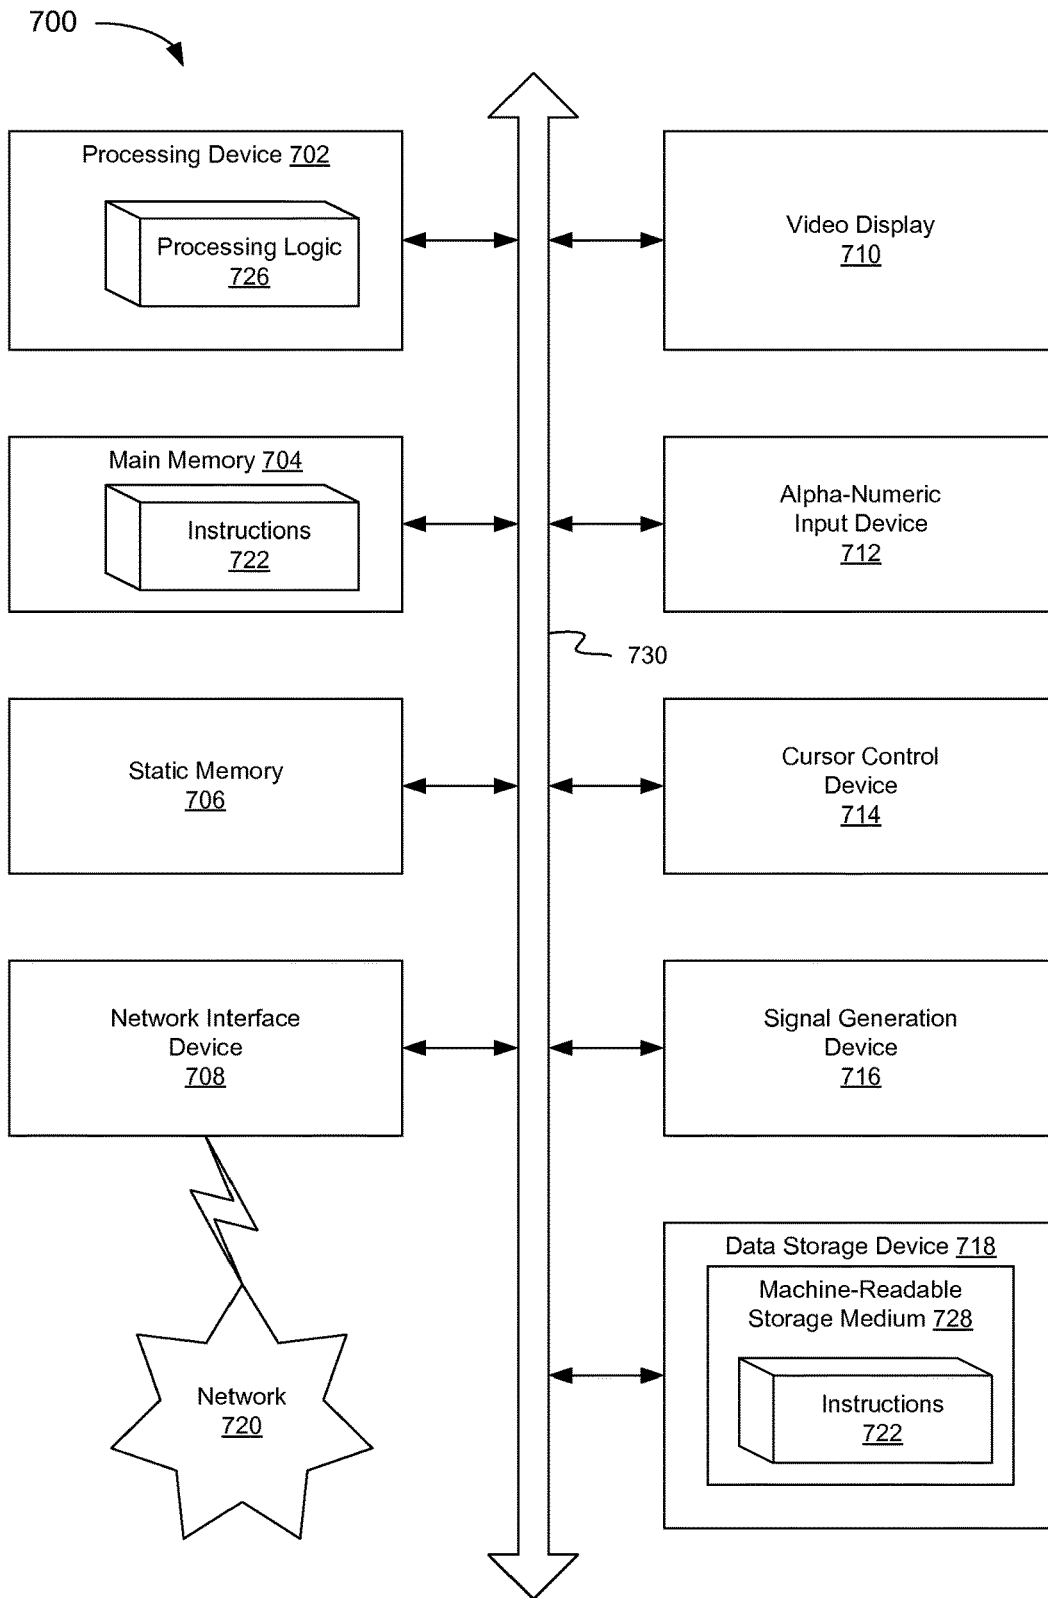 700
Processing Device 702
Processing Logic
726
Main Memory 704
Instructions
722
Static Memory
706
Network Interface
Device
708
Network
720
Video Display
710
Alpha-Numeric
Input Device
712
730
Cursor Control
Device
714
Signal Generation
Device
716
Data Storage Device 718
Machine-Readable
Storage Medium 728
Instructions
722